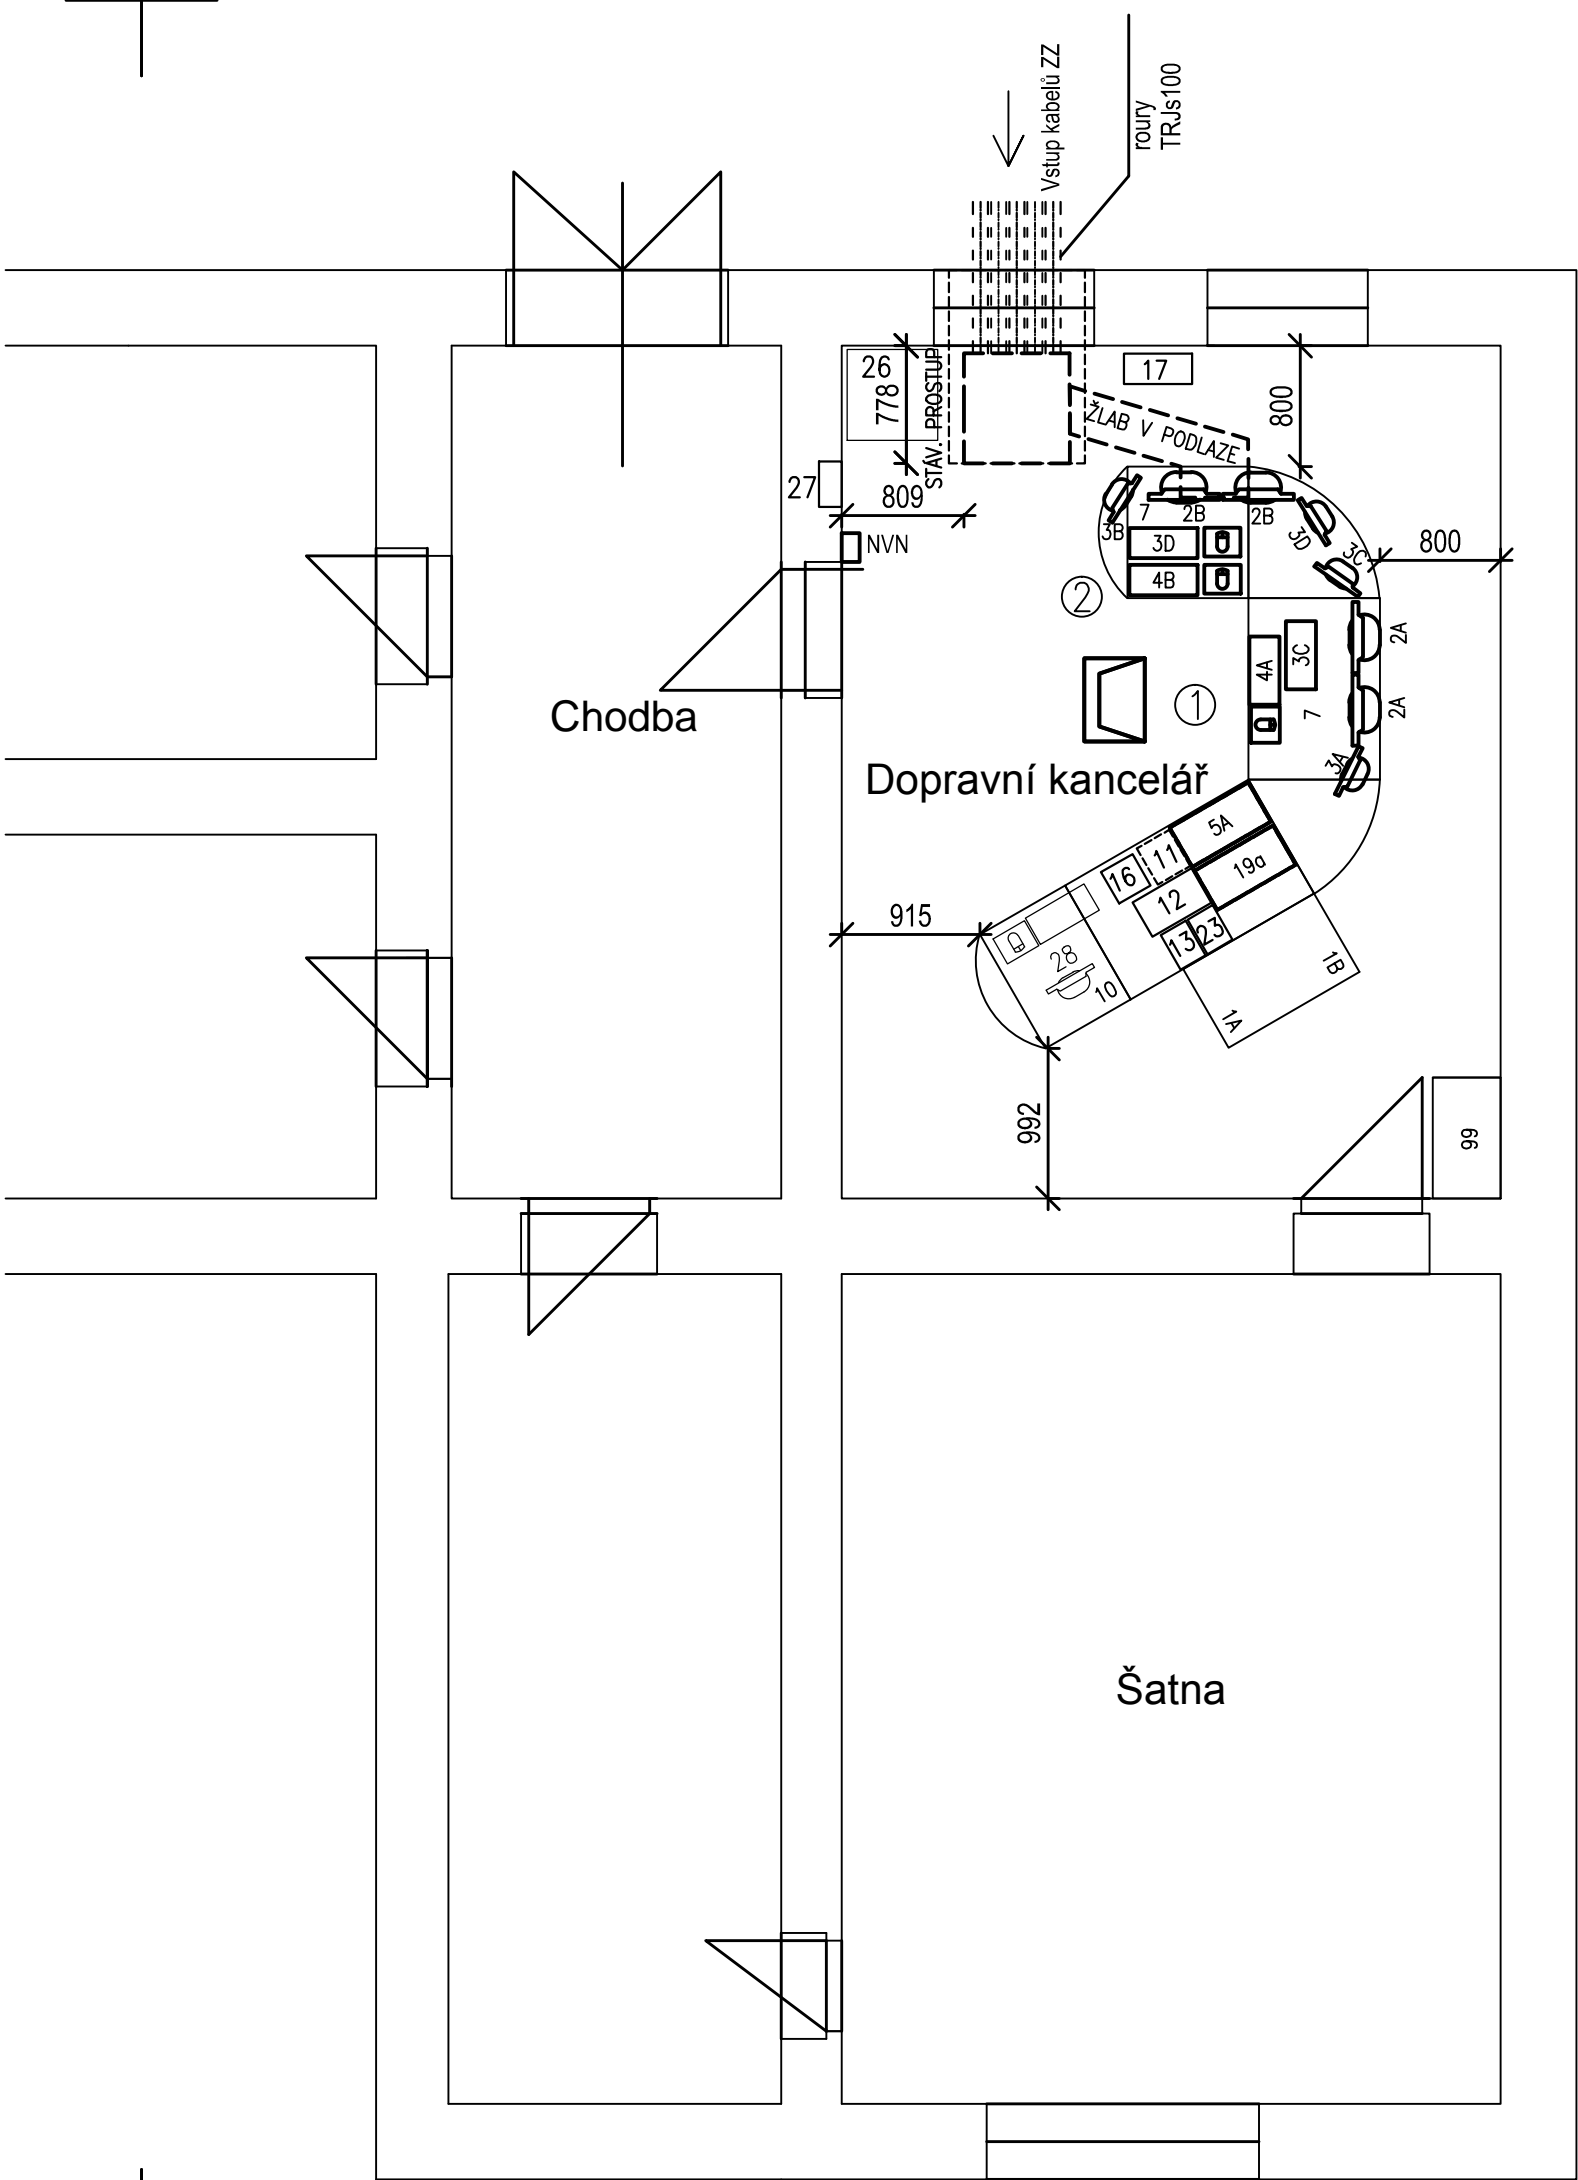 Vstup kabelů ZZ
roury
TRJs100
26
778
STAV. PROSTUP
17
ŽLAB V PODLAZE
800
27
809
NVN
3B
7
2B
2B
3D
3C
800
3D
4B
2
1
4A
3C
7
2A
2A
3A
Chodba
Dopravní kancelář
5A
19a
11
16
12
13
23
915
28
10
1B
1A
992
99
Šatna